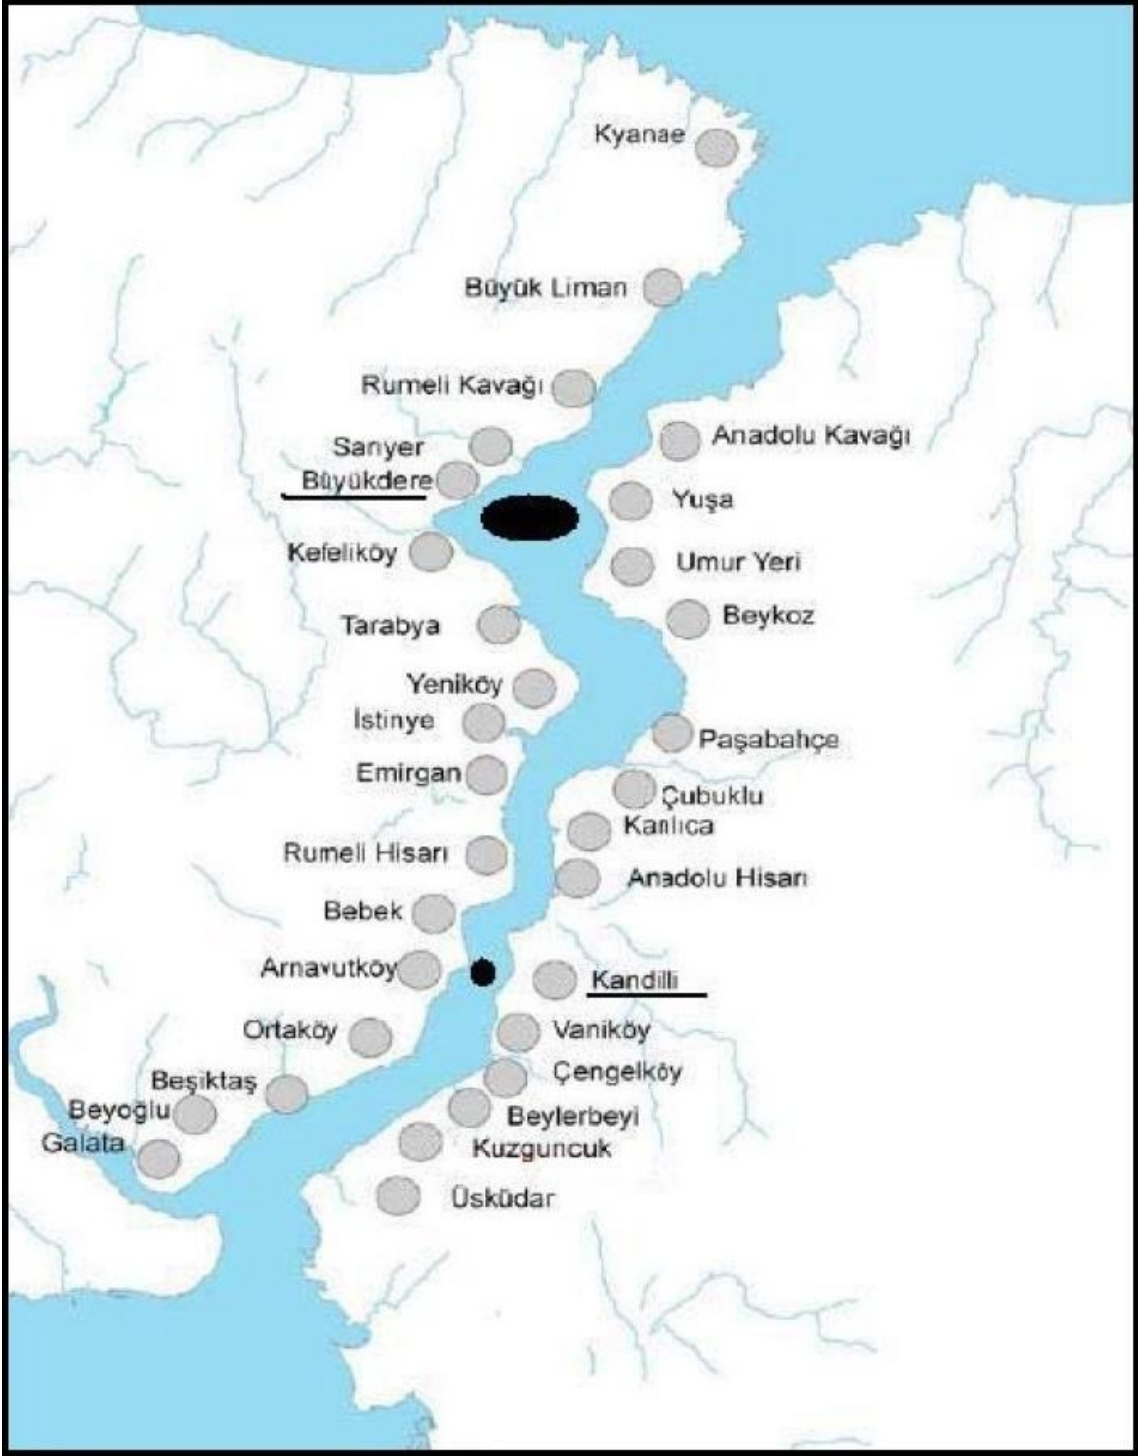 Kyanae
Büyük Liman
Rumeli Kavağı
Anadolu Kavağı
Sarıyer
Büyükdere
Yuşa
Kefeliköy
Umur Yeri
Tarabya
Beykoz
Yeniköy
İstinye
Paşabahçe
Emirgan
Çubuklu
Kanlıca
Rumeli Hisarı
Anadolu Hisarı
Bebek
Arnavutköy
Kandilli
Ortaköy
Vaniköy
Çengelköy
Beşiktaş
Beyoğlu
Beylerbeyi
Galata
Kuzguncuk
Üsküdar